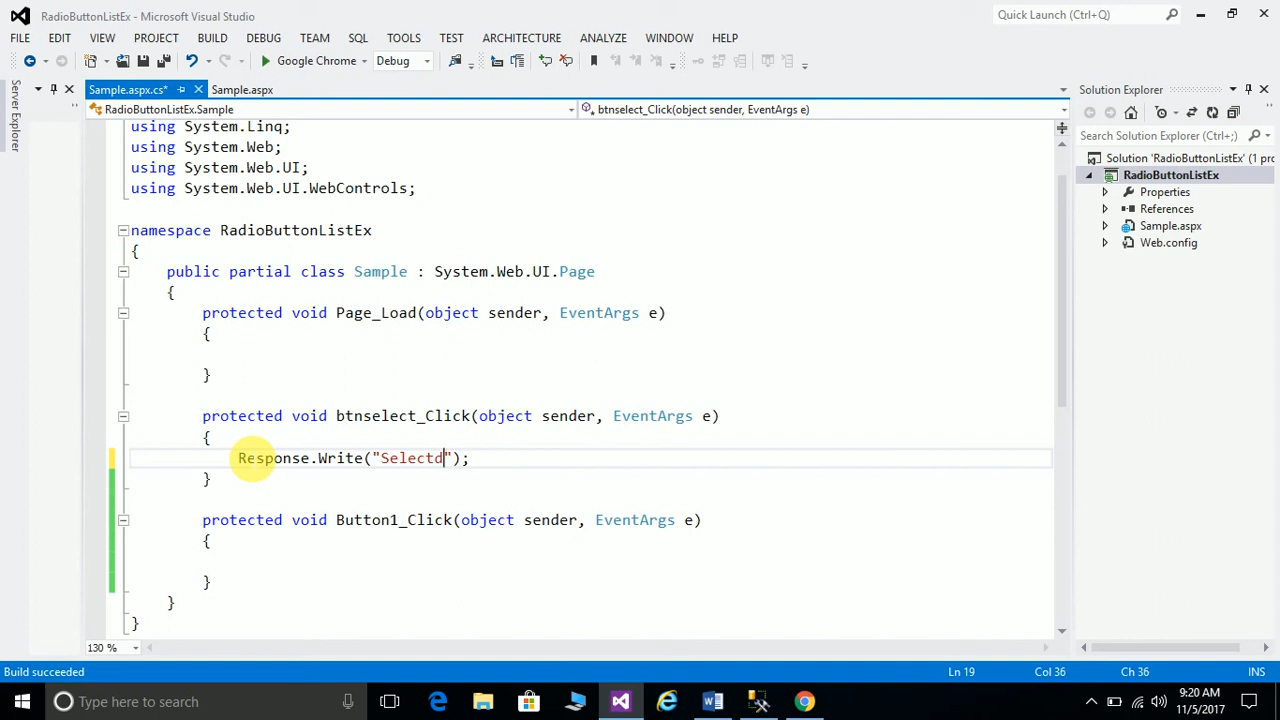 RadioButtonListEx - Microsoft Visual Studio
Quick Launch (Ctrl+Q)
FILE EDIT VIEW PROJECT BUILD DEBUG TEAM SQL TOOLS TEST ARCHITECTURE ANALYZE WINDOW HELP
Google Chrome Debug
Server Explorer
Sample.aspx.cs* Sample.aspx
RadioButtonListEx.Sample btnselect_Click(object sender, EventArgs e)
using System.Linq;
using System.Web;
using System.Web.UI;
using System.Web.UI.WebControls;
namespace RadioButtonListEx
{
public partial class Sample : System.Web.UI.Page
{
protected void Page_Load(object sender, EventArgs e)
{
}
protected void btnselect_Click(object sender, EventArgs e)
{
Response.Write("Selectd");
}
protected void Button1_Click(object sender, EventArgs e)
{
}
}
}
130 %
Solution Explorer
Search Solution Explorer (Ctrl+;)
Solution 'RadioButtonListEx' (1 pro
RadioButtonListEx
Properties
References
Sample.aspx
Web.config
Build succeeded Ln 19 Col 36 Ch 36 INS
Type here to search
9:20 AM
11/5/2017